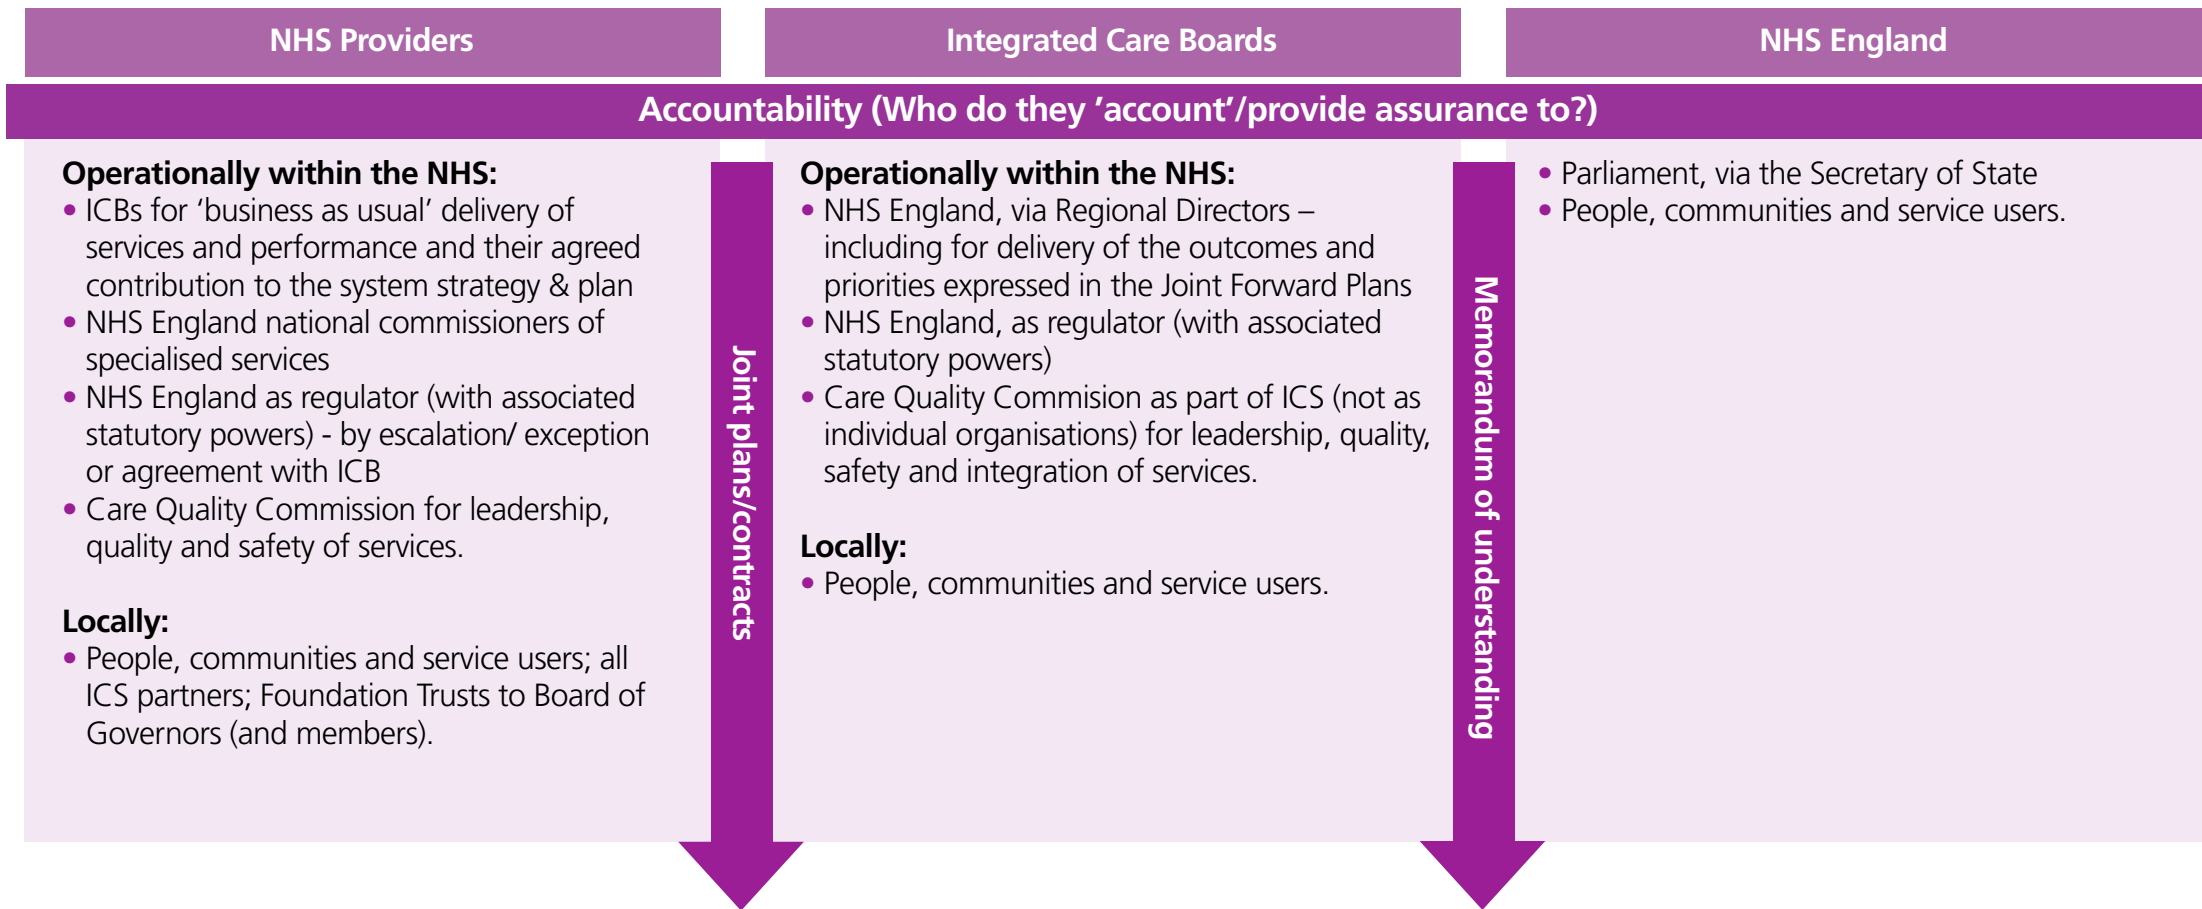 NHS Providers
Integrated Care Boards
NHS England
Accountability (Who do they ’account’/provide assurance to?)
Operationally within the NHS:
• ICBs for ‘business as usual’ delivery of
services and performance and their agreed
contribution to the system strategy & plan
• NHS England national commissioners of
specialised services
• NHS England as regulator (with associated
statutory powers) - by escalation/ exception
or agreement with ICB
• Care Quality Commission for leadership,
quality and safety of services.
Locally:
• People, communities and service users; all
ICS partners; Foundation Trusts to Board of
Governors (and members).
Joint plans/contracts
Operationally within the NHS:
• NHS England, via Regional Directors –
including for delivery of the outcomes and
priorities expressed in the Joint Forward Plans
• NHS England, as regulator (with associated
statutory powers)
• Care Quality Commision as part of ICS (not as
individual organisations) for leadership, quality,
safety and integration of services.
Locally:
• People, communities and service users.
Memorandum of understanding
• Parliament, via the Secretary of State
• People, communities and service users.